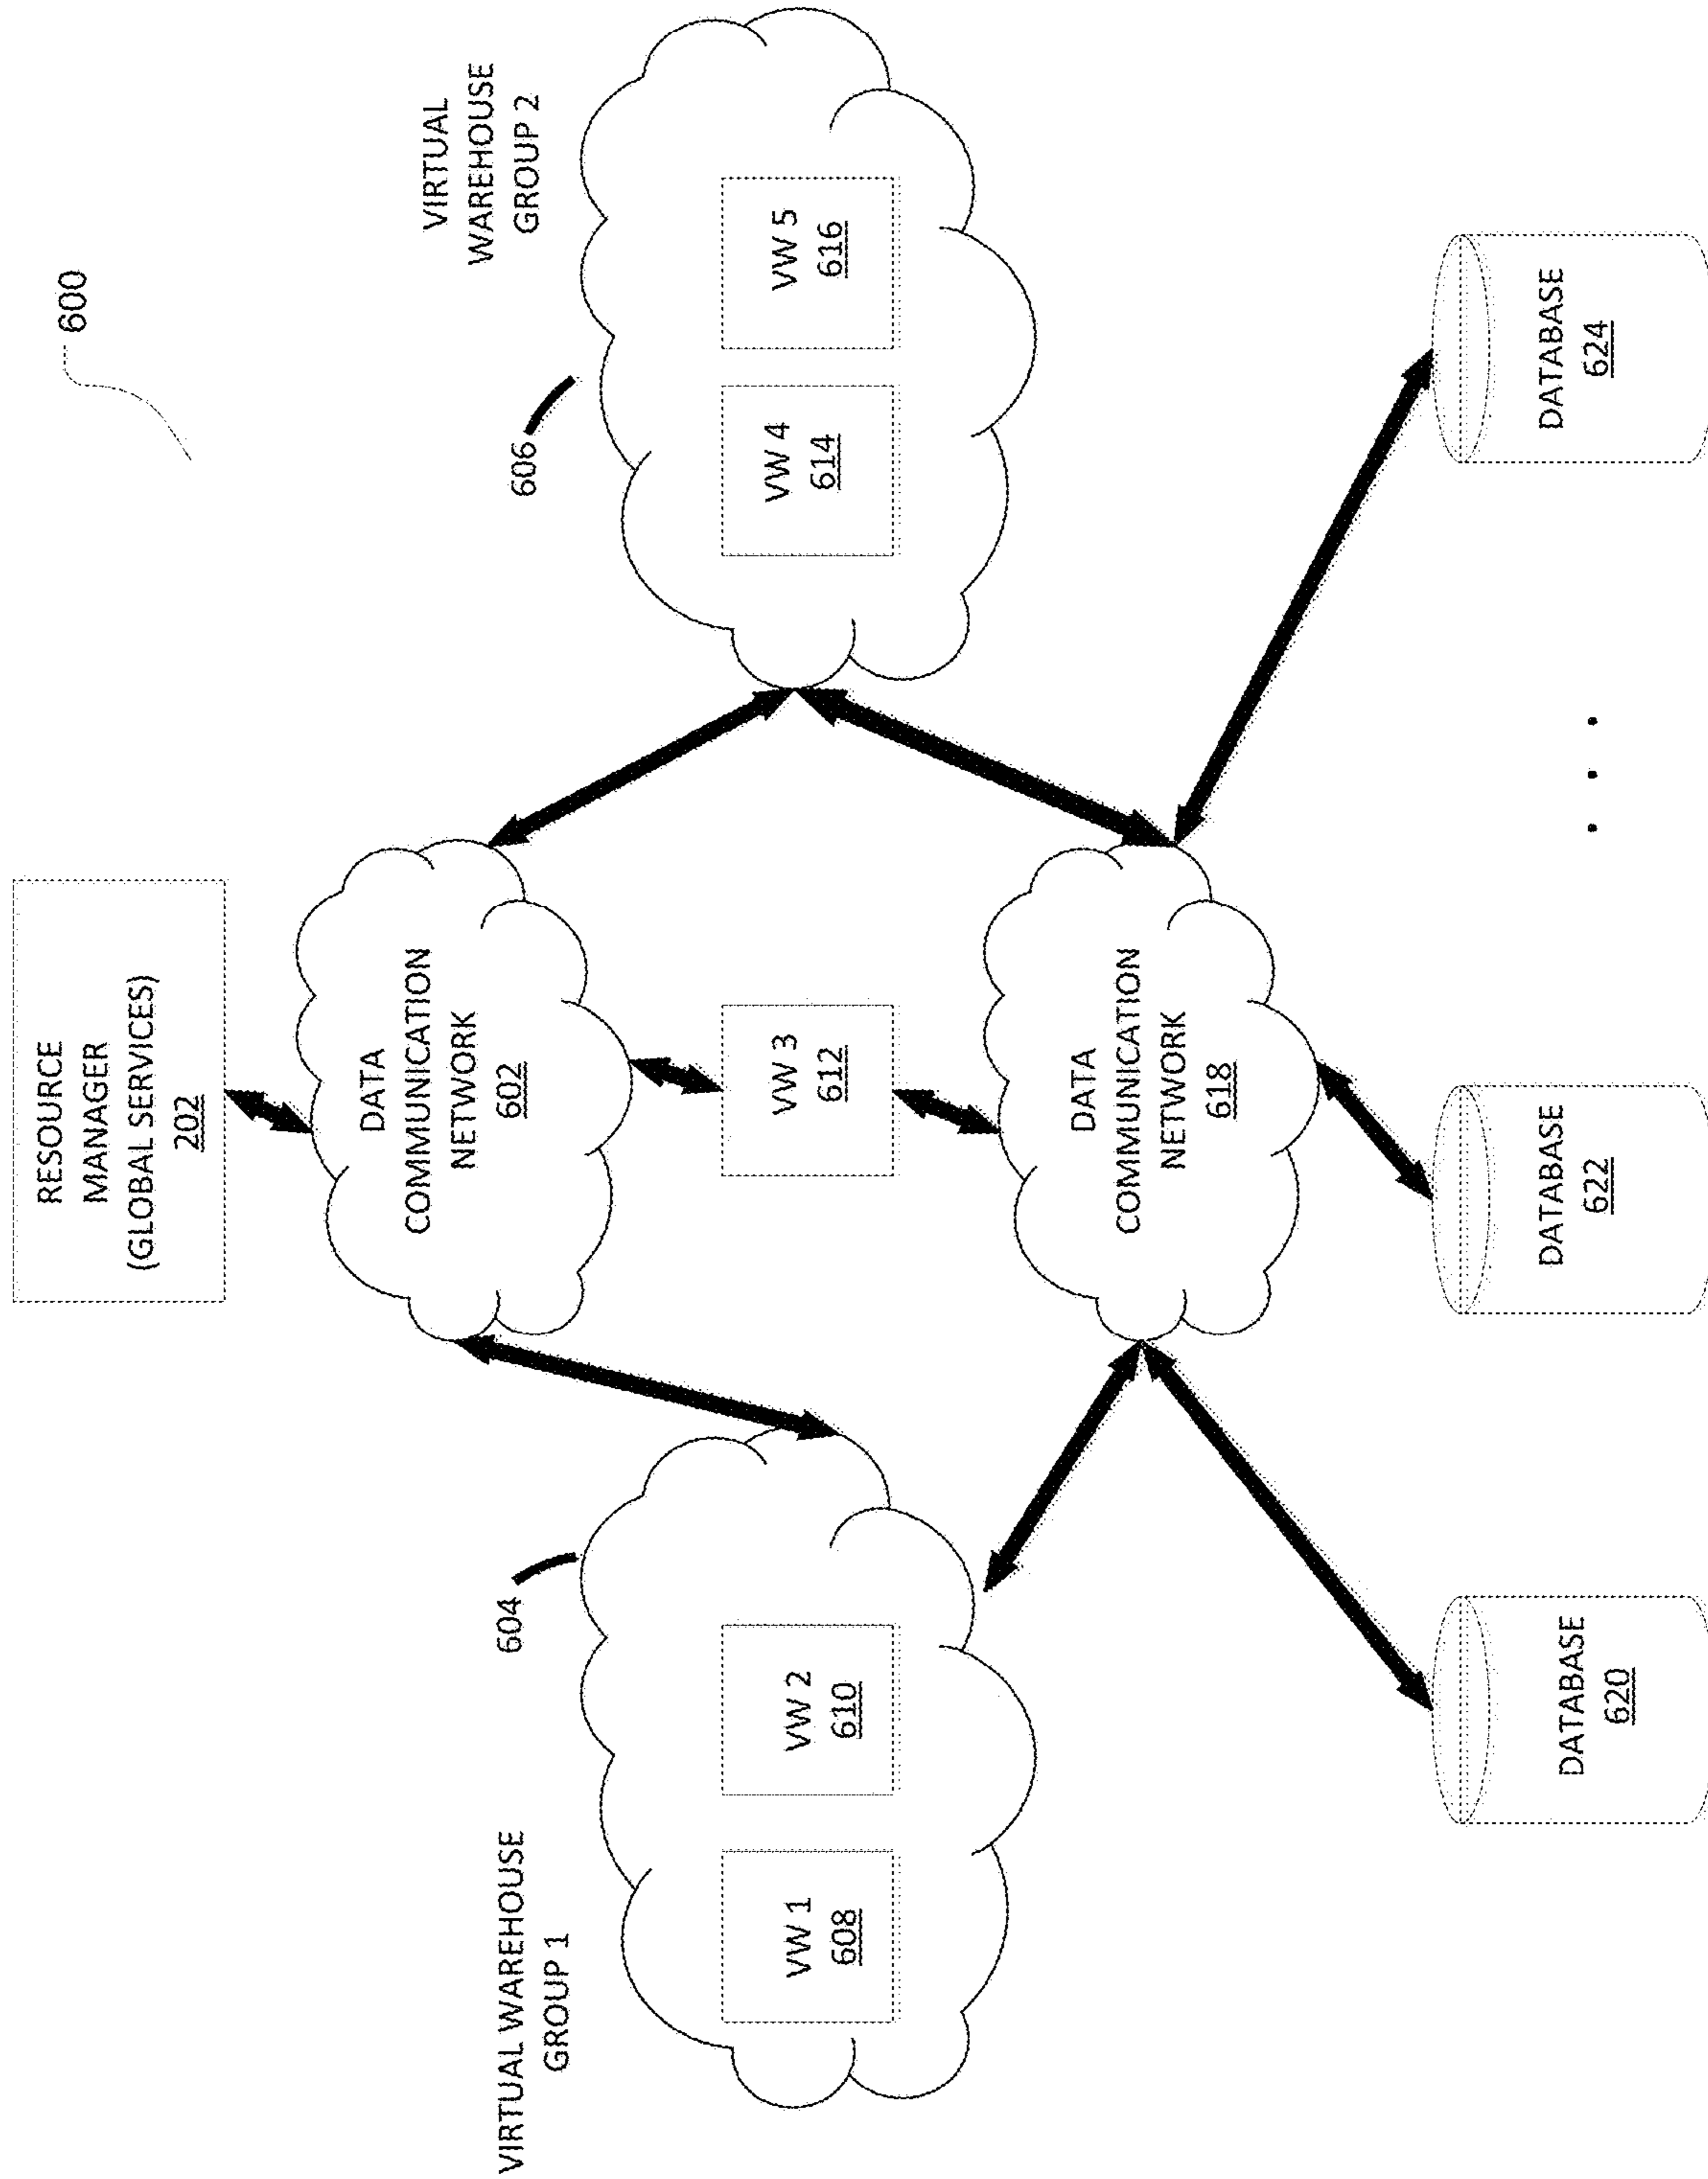 600
RESOURCE
MANAGER
(GLOBAL SERVICES)
202
DATA
COMMUNICATION
NETWORK
602
VIRTUAL WAREHOUSE
GROUP 1
604
VW 1
608
VW 2
610
VW 3
612
VIRTUAL
WAREHOUSE
GROUP 2
606
VW 4
614
VW 5
616
DATA
COMMUNICATION
NETWORK
618
DATABASE
620
DATABASE
622
. . .
DATABASE
624